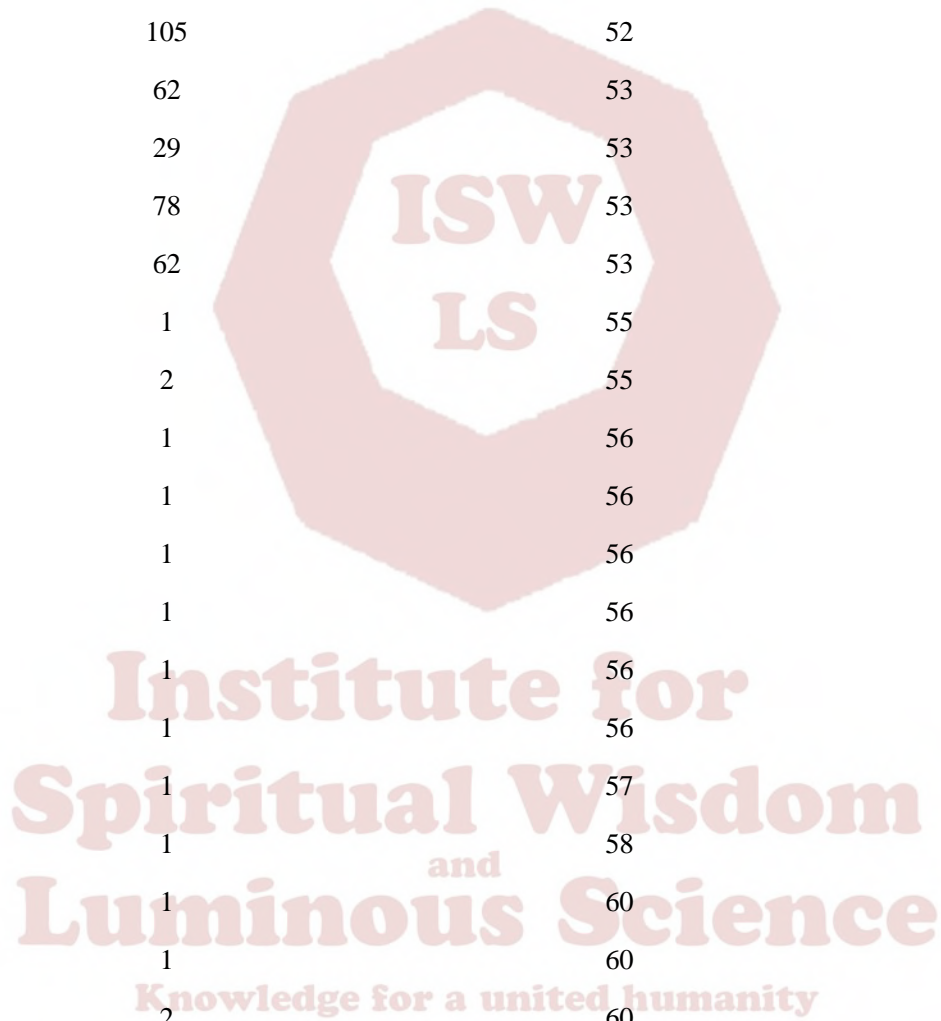 105 52
62 53
29 53
78 53
ISW
62 53
LS
1 55
2 55
1 56
1 56
1 56
1 56
Institute for
1 56
1 56
Spiritual Wisdom
1 57
1 58
and
Luminous Science
1 60
1 60
Knowledge for a united humanity
2 60